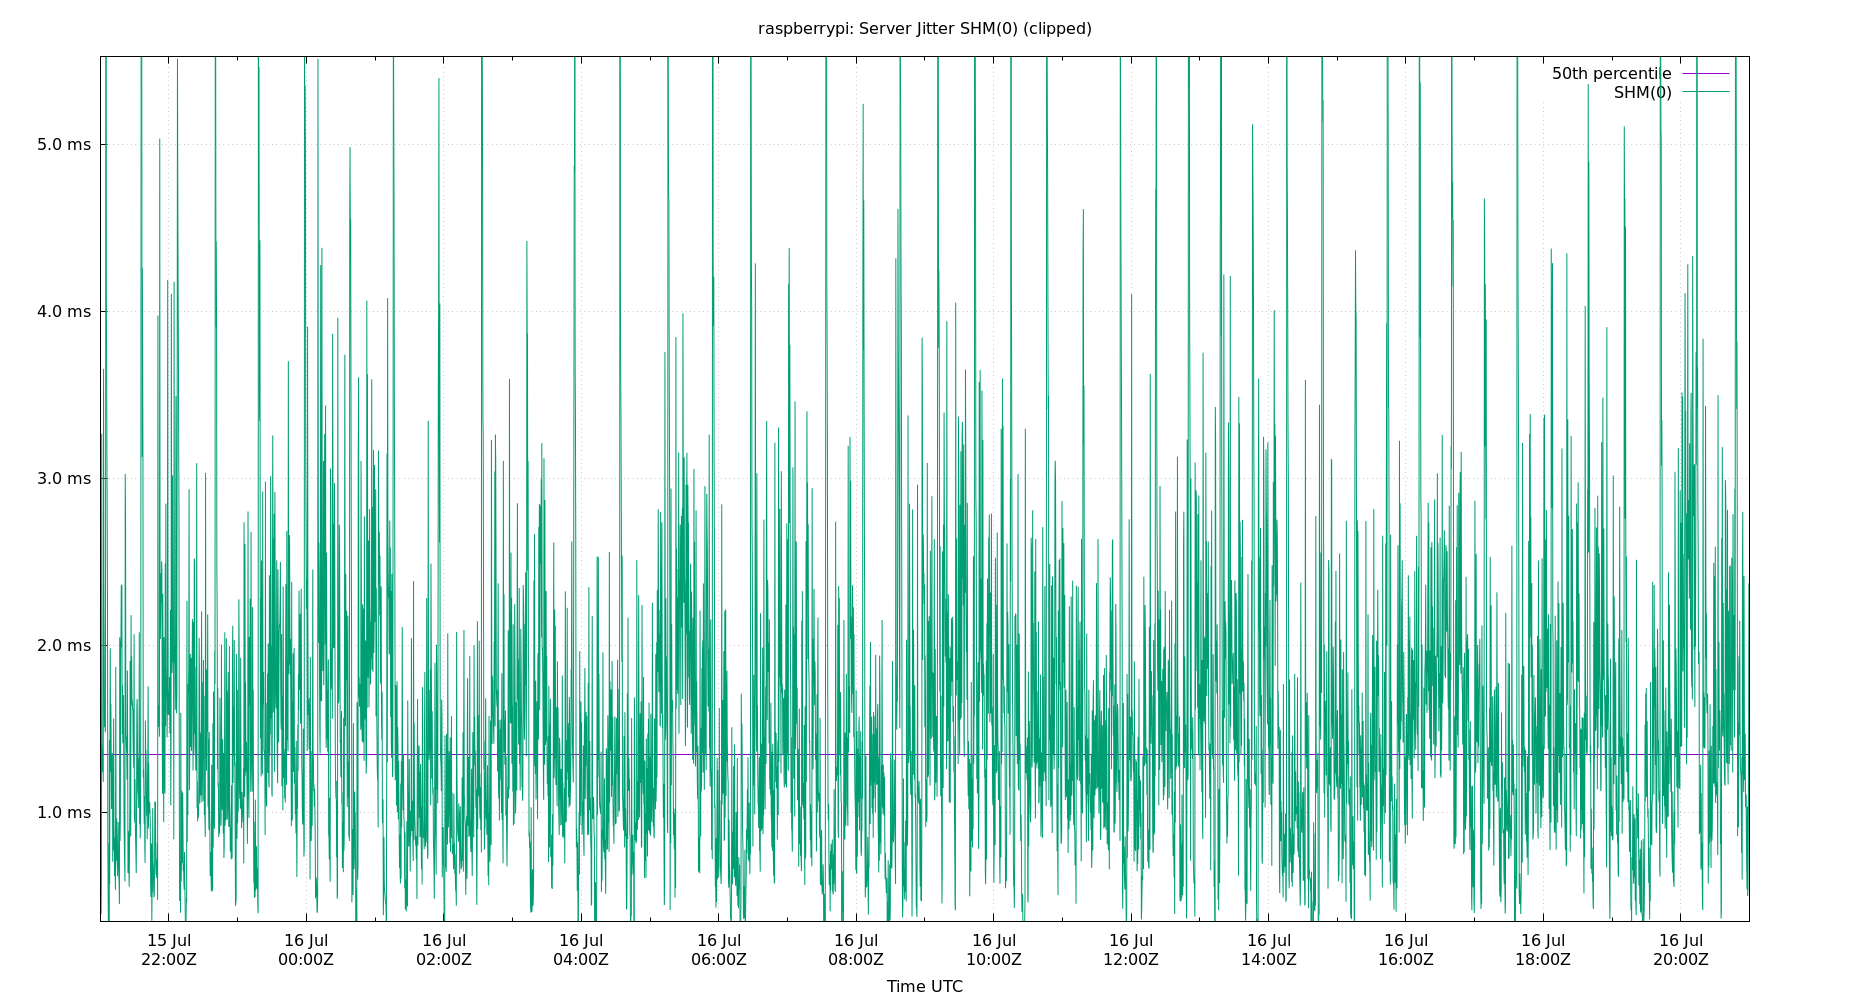 raspberrypi: Server Jitter SHM(0) (clipped)
50th percentile
SHM(0)
5.0 ms
4.0 ms
3.0 ms
2.0 ms
1.0 ms
15 Jul 16 Jul 16 Jul 16 Jul 16 Jul 16 Jul 16 Jul 16 Jul 16 Jul 16 Jul 16 Jul 16 Jul
22:00Z 00:00Z 02:00Z 04:00Z 06:00Z 08:00Z 10:00Z 12:00Z 14:00Z 16:00Z 18:00Z 20:00Z
Time UTC